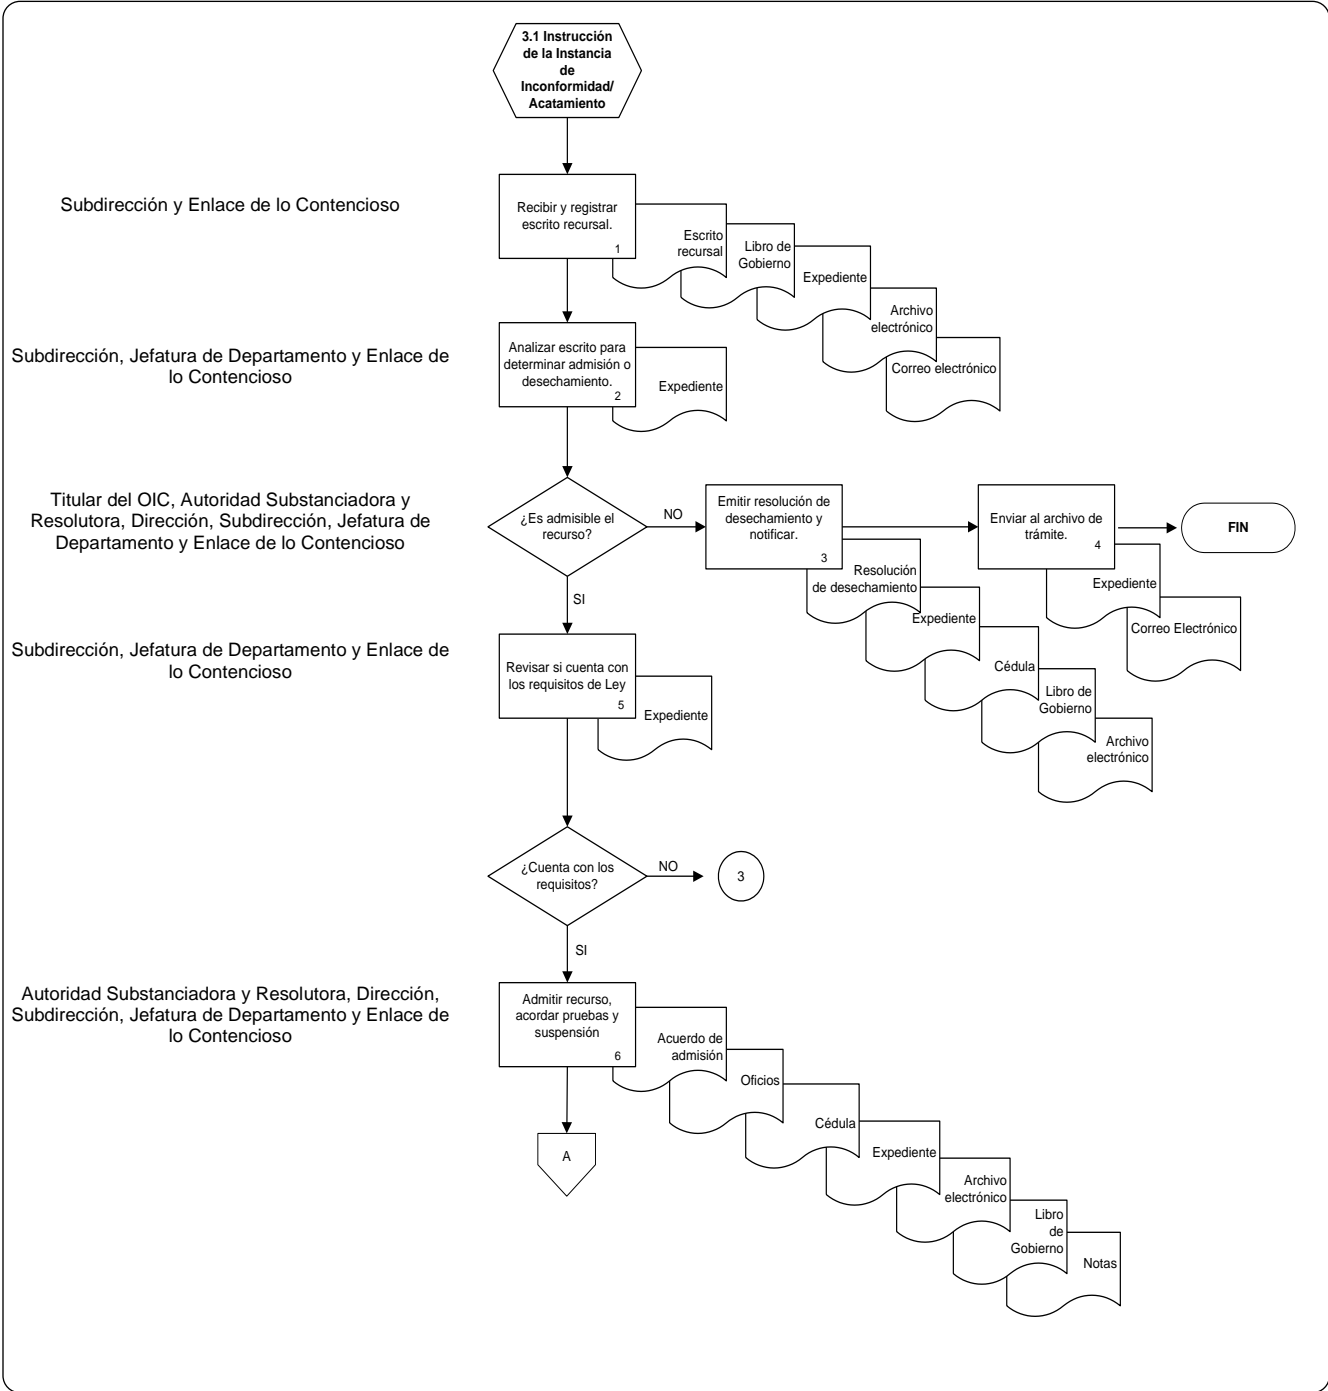 3.1 Instrucción
de la Instancia
de
Inconformidad/
Acatamiento
Subdirección y Enlace de lo Contencioso
Recibir y registrar
escrito recursal.
1
Escrito
recursal
Libro de
Gobierno
Expediente
Archivo
electrónico
Correo electrónico
Subdirección, Jefatura de Departamento y Enlace de
lo Contencioso
Analizar escrito para
determinar admisión o
desechamiento.
2
Expediente
Titular del OIC, Autoridad Substanciadora y
Resolutora, Dirección, Subdirección, Jefatura de
Departamento y Enlace de lo Contencioso
¿Es admisible el
recurso?
NO
Emitir resolución de
desechamiento y
notificar.
3
Resolución
de desechamiento
Expediente
Cédula
Libro de
Gobierno
Archivo
electrónico
Enviar al archivo de
trámite.
4
Expediente
Correo Electrónico
FIN
SI
Subdirección, Jefatura de Departamento y Enlace de
lo Contencioso
Revisar si cuenta con
los requisitos de Ley
5
Expediente
¿Cuenta con los
requisitos?
NO
3
SI
Autoridad Substanciadora y Resolutora, Dirección,
Subdirección, Jefatura de Departamento y Enlace de
lo Contencioso
Admitir recurso,
acordar pruebas y
suspensión
6
Acuerdo de
admisión
Oficios
Cédula
Expediente
Archivo
electrónico
Libro
de
Gobierno
Notas
A